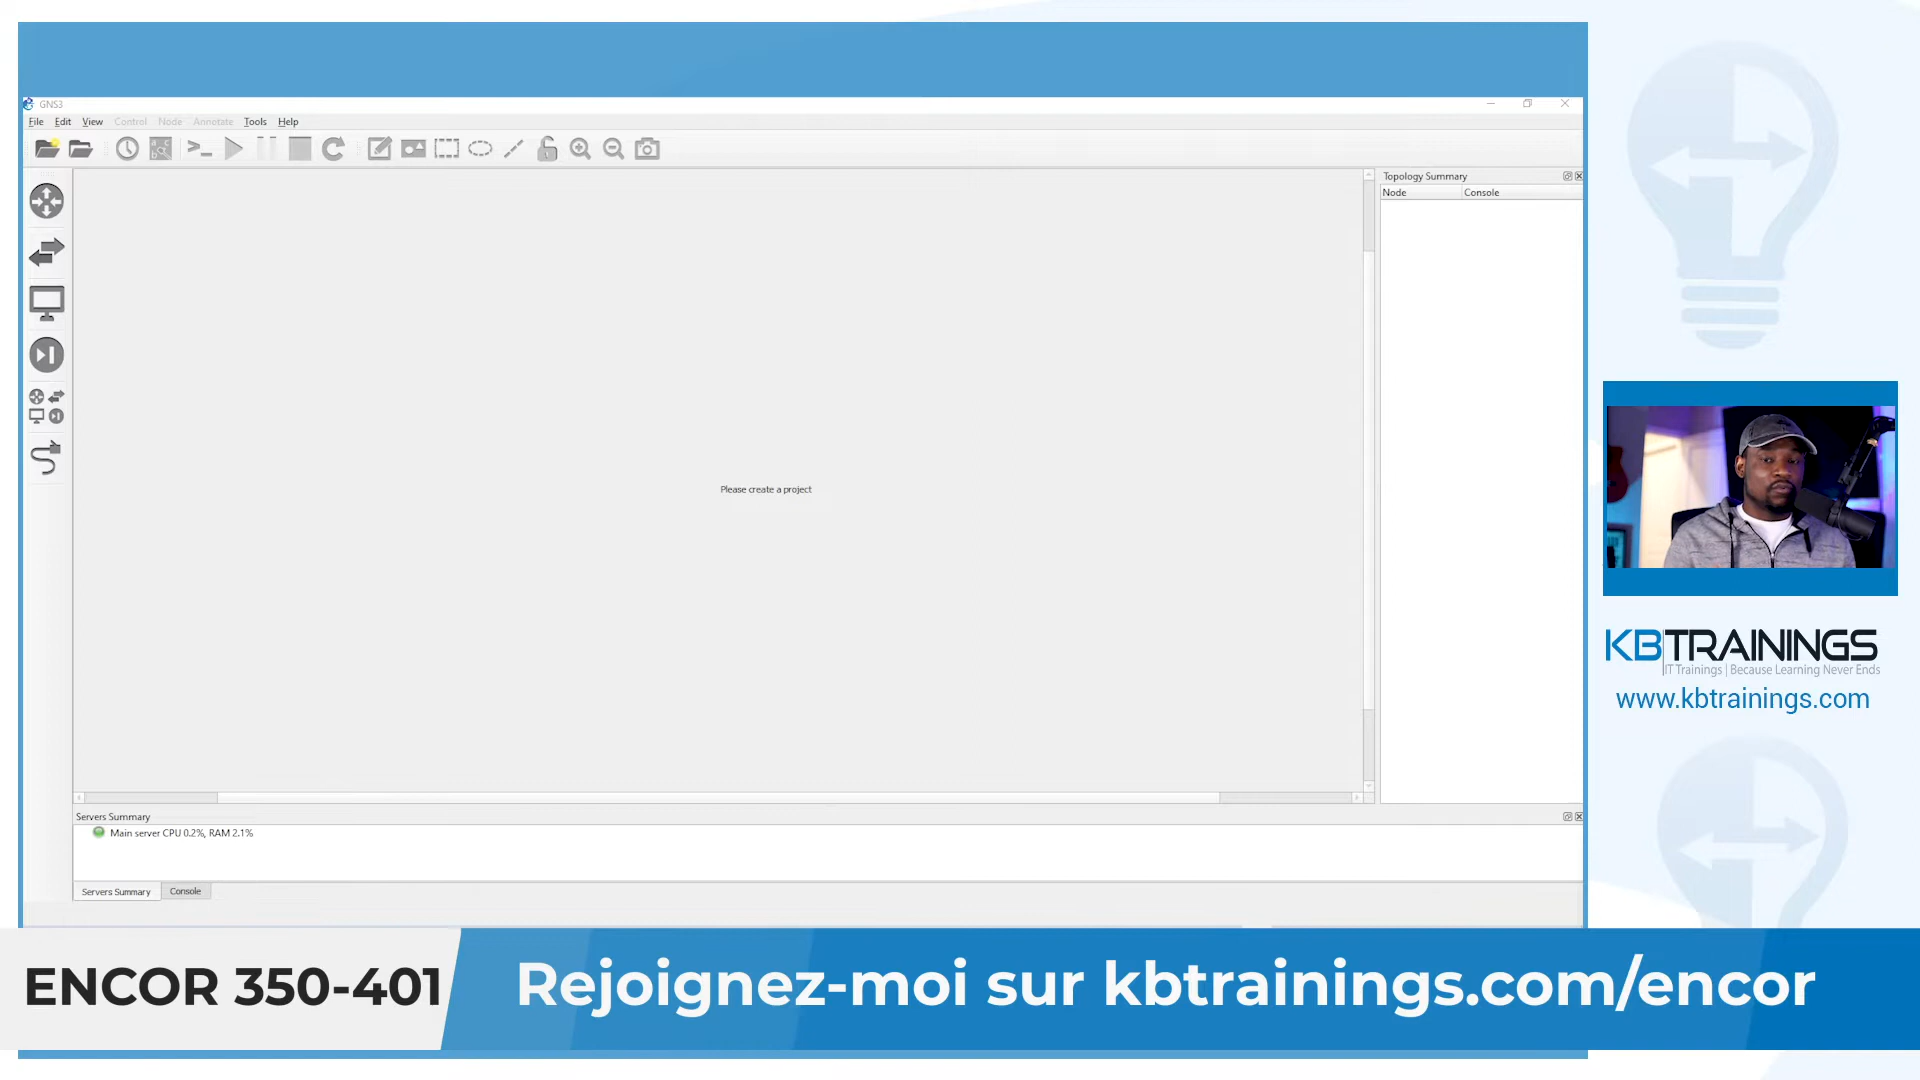 GNS3
File Edit View Control Node Annotate Tools Help
Topology Summary
Node Console
Please create a project
Servers Summary
Main server CPU 0.2%, RAM 2.1%
Servers Summary Console
KBTRAININGS
IT Trainings | Because Learning Never Ends
www.kbtrainings.com
ENCOR 350-401
Rejoignez-moi sur kbtrainings.com/encor